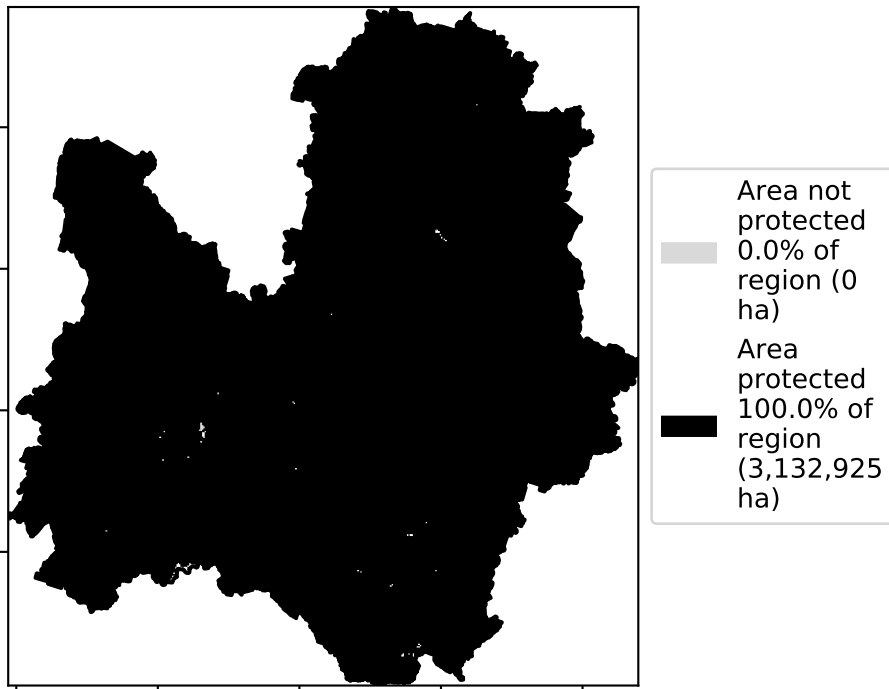 Area not
protected
0.0% of
region (0
ha)
Area
protected
100.0% of
region
(3,132,925
ha)